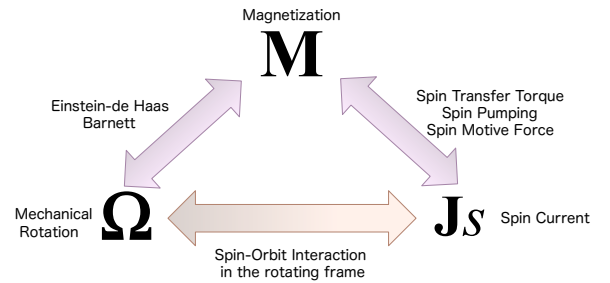 Magnetization
M
Einstein-de Haas
Barnett
Spin Transfer Torque
Spin Pumping
Spin Motive Force
Mechanical
Rotation
Ω
Js
Spin Current
Spin-Orbit Interaction
in the rotating frame